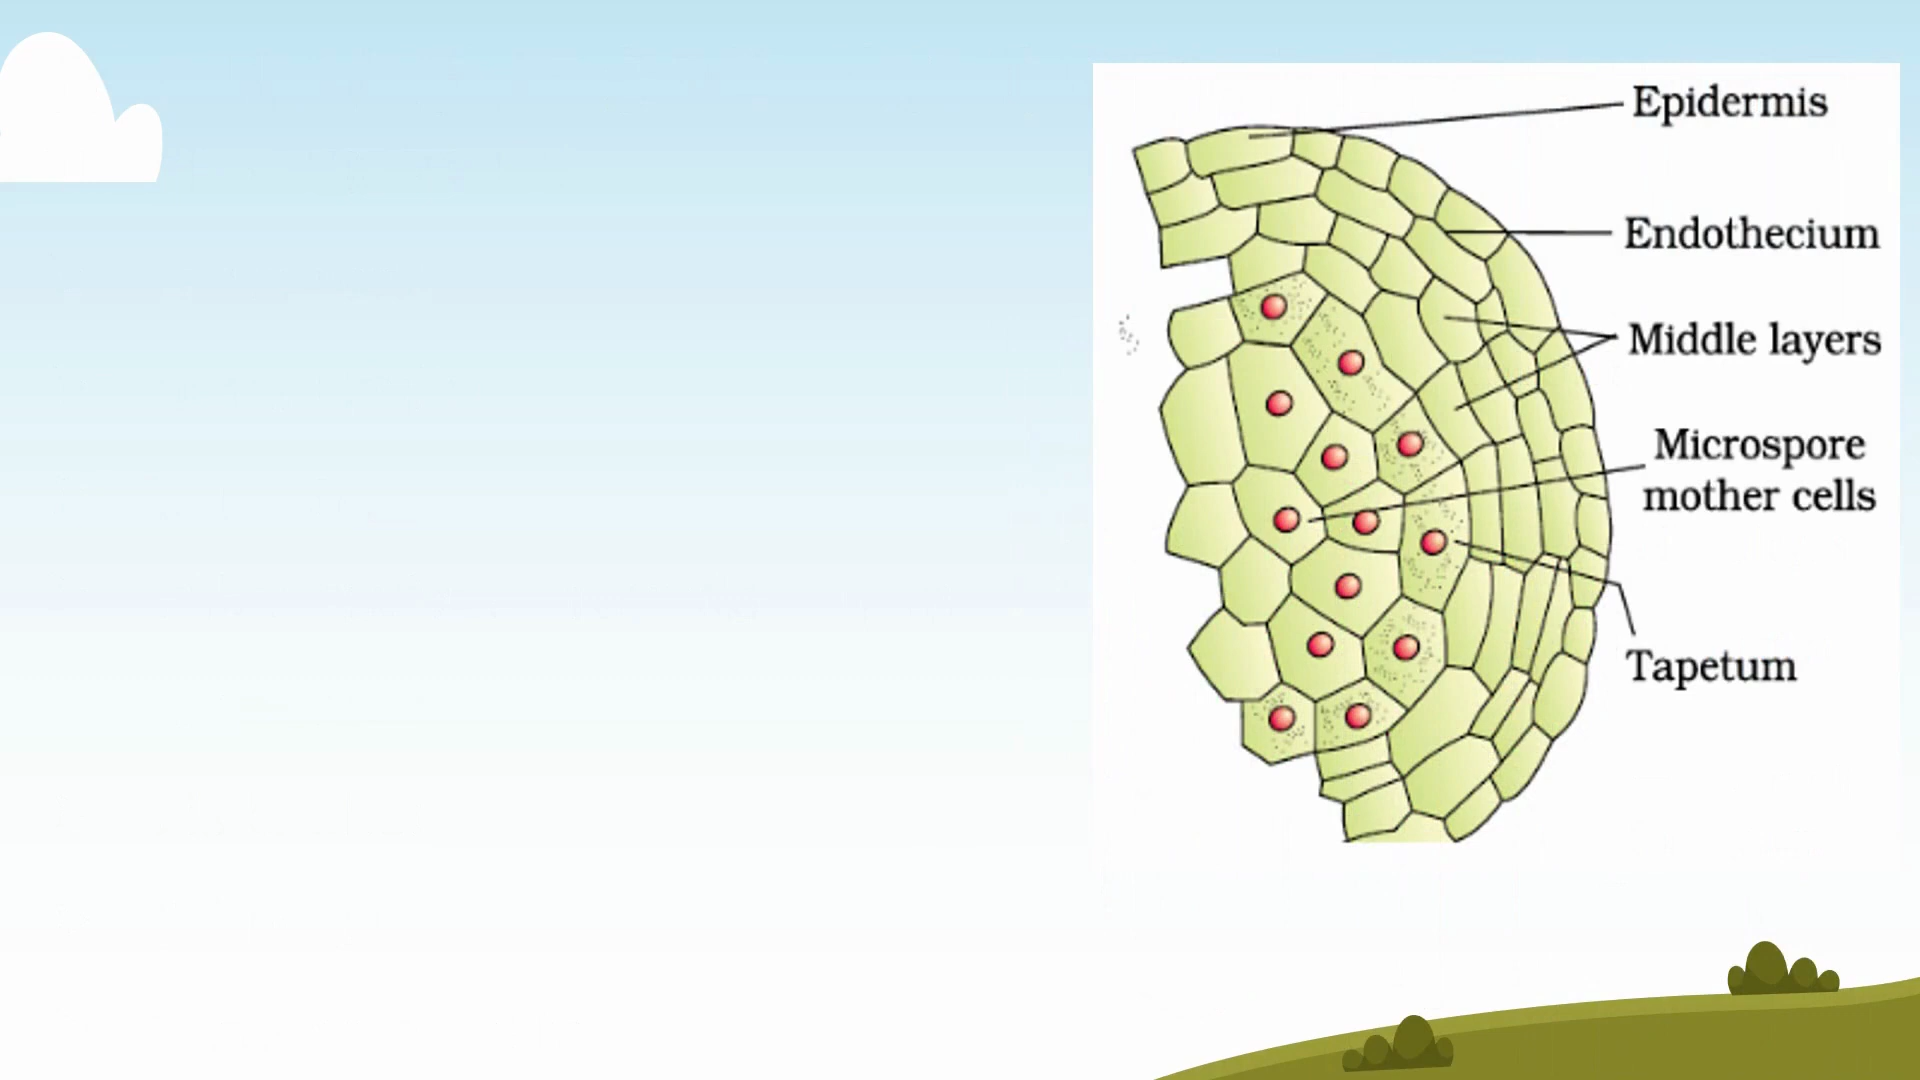 Epidermis
Endothecium
Middle layers
Microspore
mother cells
Tapetum